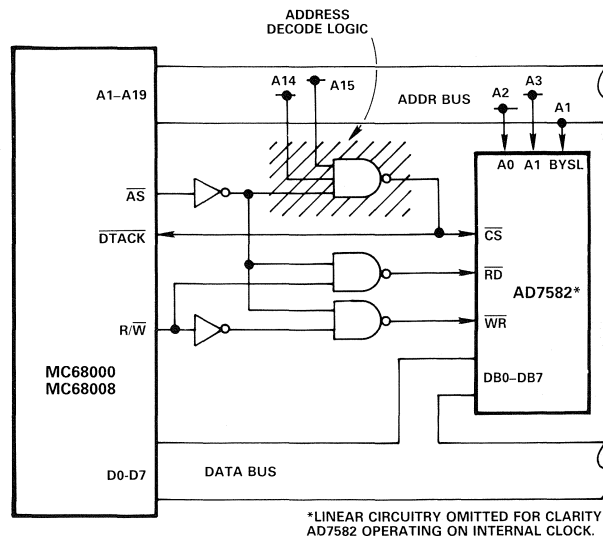 ADDRESS
DECODE LOGIC
A1–A19
A14
A15
ADDR BUS
A2
A3
A1
A0 A1 BYSL
AS
DTACK
CS
RD
AD7582*
R/W
WR
MC68000
MC68008
DB0–DB7
D0-D7
DATA BUS
*LINEAR CIRCUITRY OMITTED FOR CLARITY
AD7582 OPERATING ON INTERNAL CLOCK.